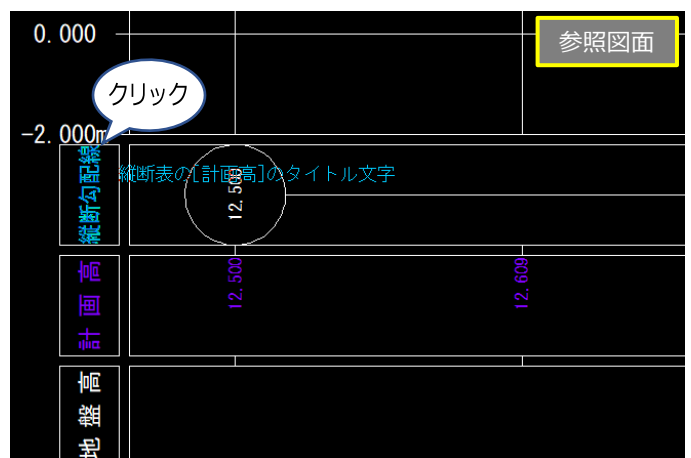 0.000
参照図面
クリック
-2.000m
縦断勾配線
縦断表の[計画高]のタイトル文字
12.500
計画高
12.500
12.609
地盤高